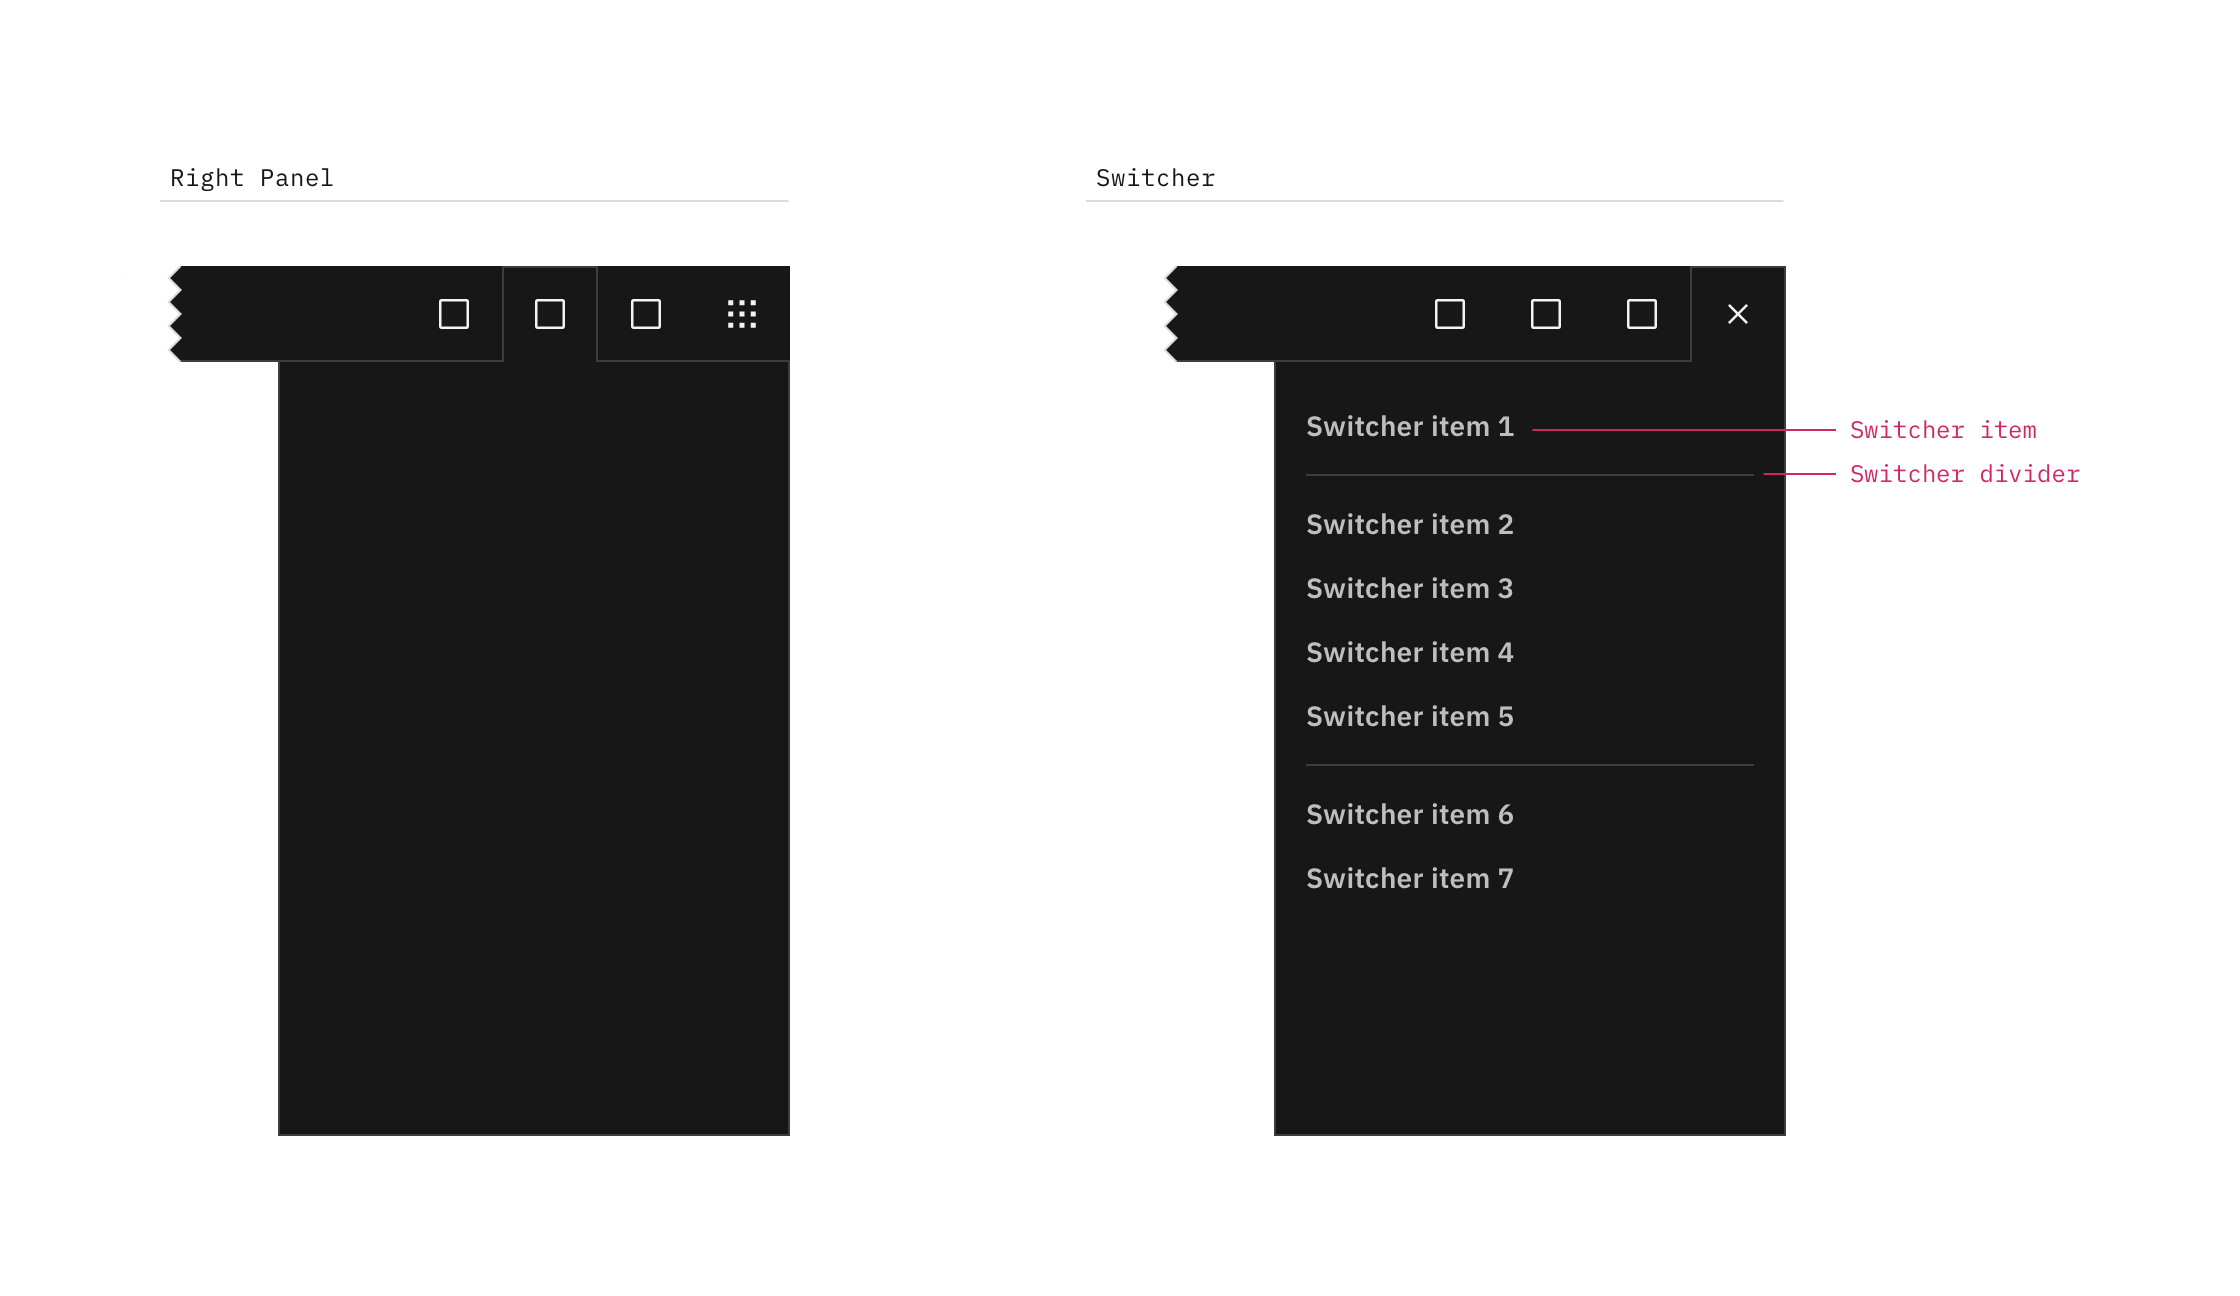 Right Panel
Switcher
Switcher item 1
Switcher item
Switcher divider
Switcher item 2
Switcher item 3
Switcher item 4
Switcher item 5
Switcher item 6
Switcher item 7